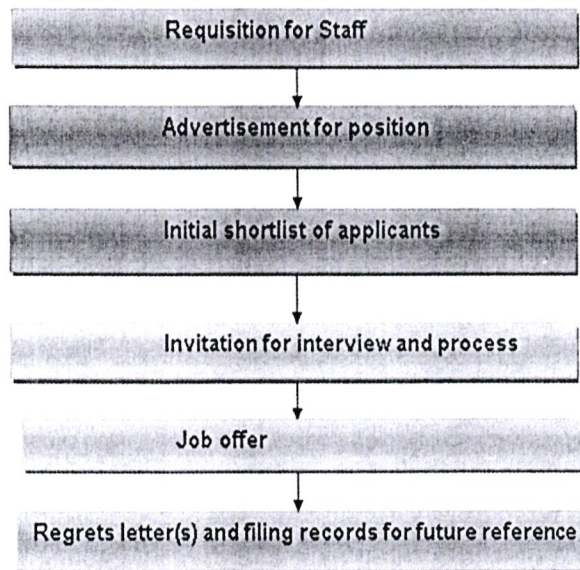 Requisition for Staff
Advertisement for position
Initial shortlist of applicants
Invitation for interview and process
Job offer
Regrets letter(s) and filing records for future reference